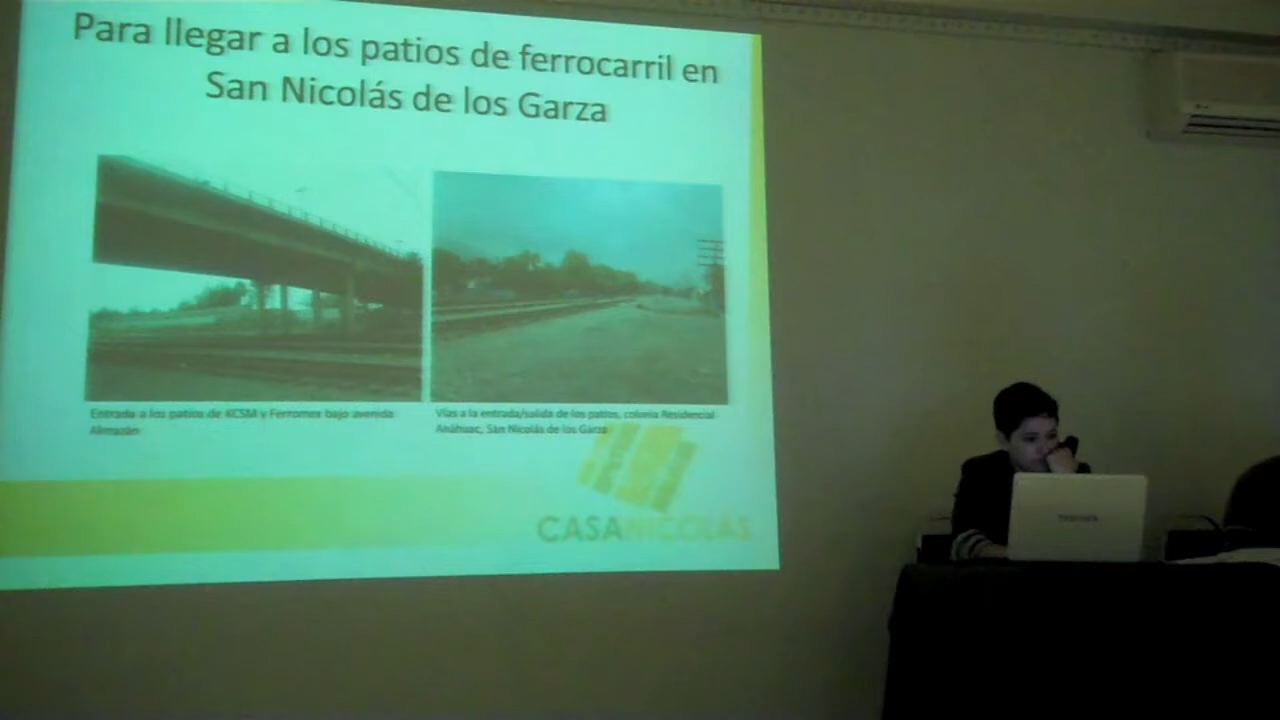 Para llegar a los patios de ferrocarril en
San Nicolás de los Garza
Entrada a los patios de KCSM y Ferromex bajo avenida
Almazán
Vías a la entrada/salida de los patios, colonia Residencial
Anáhuac, San Nicolás de los Garza
CASANICOLÁS